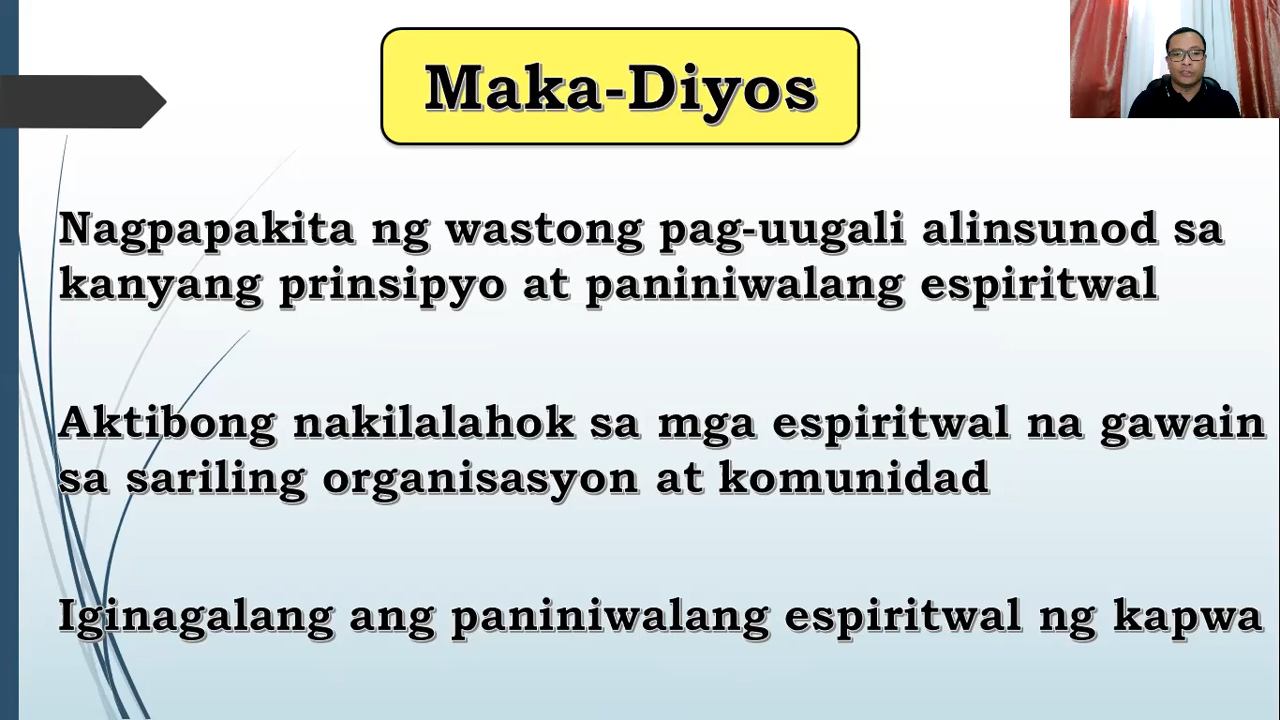 Maka-Diyos
Nagpapakita ng wastong pag-uugali alinsunod sa
kanyang prinsipyo at paniniwalang espiritwal
Aktibong nakilalahok sa mga espiritwal na gawain
sa sariling organisasyon at komunidad
Iginagalang ang paniniwalang espiritwal ng kapwa